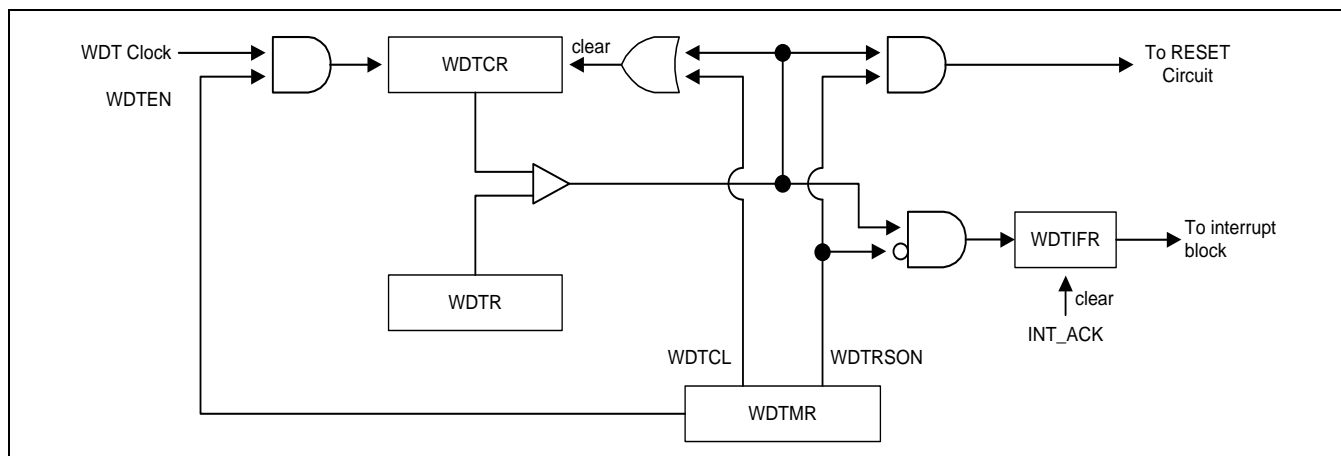 WDT Clock
WDTEN
WDTCR
clear
To RESET
Circuit
WDTR
WDTIFR
To interrupt
block
clear
INT_ACK
WDTCL
WDTRSON
WDTMR